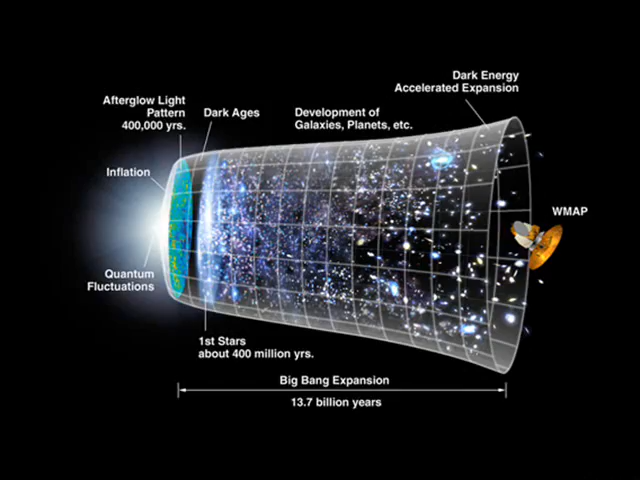 Dark Energy
Accelerated Expansion
Afterglow Light
Pattern
400,000 yrs.
Dark Ages
Development of
Galaxies, Planets, etc.
Inflation
WMAP
Quantum
Fluctuations
1st Stars
about 400 million yrs.
Big Bang Expansion
13.7 billion years